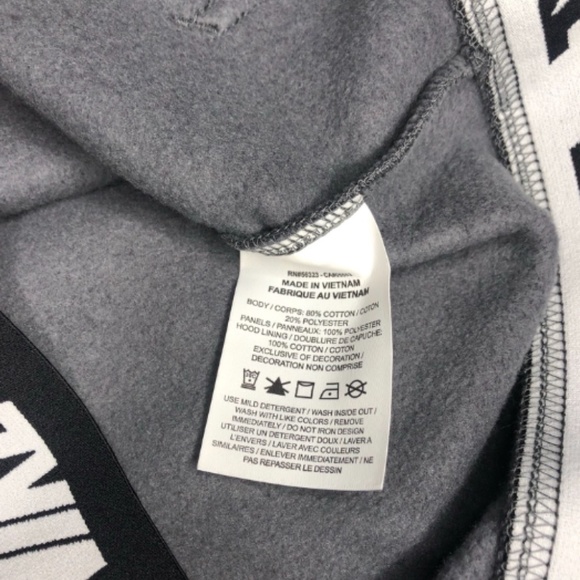 MADE IN VIETNAM
FABRIQUE AU VIETNAM
BODY / CORPS: 80% COTTON / COTON
20% POLYESTER
PANELS / PANNEAUX: 100% POLYESTER
HOOD LINING / DOUBLURE DE CAPUCHE:
100% COTTON / COTON
EXCLUSIVE OF DECORATION /
DECORATION NON COMPRISE
USE MILD DETERGENT / WASH INSIDE OUT /
WASH WITH LIKE COLORS / REMOVE
IMMEDIATELY / DO NOT IRON DESIGN
UTILISER UN DETERGENT DOUX / LAVER A
L'ENVERS / LAVER AVEC COULEURS
SIMILAIRES / ENLEVER IMMEDIATEMENT / NE
PAS REPASSER LE DESSIN